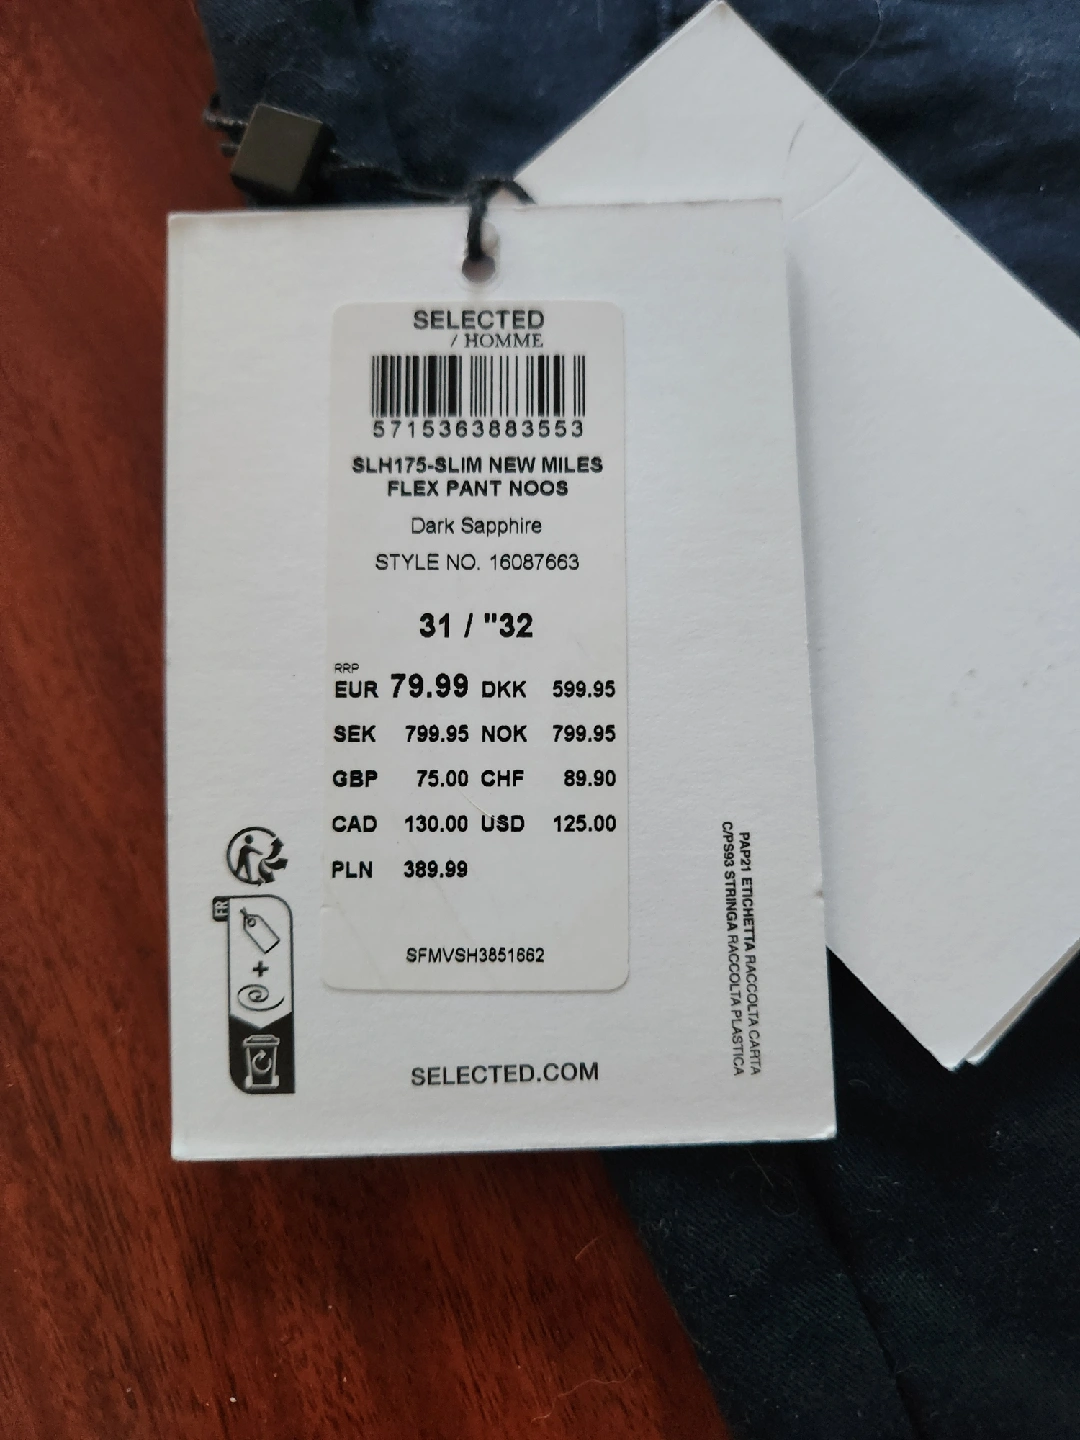 SELECTED
/ HOMME
5715363883553
SLH175-SLIM NEW MILES
FLEX PANT NOOS
Dark Sapphire
STYLE NO. 16087663
31 / "32
RRP
EUR 79.99 DKK 599.95
SEK 799.95 NOK 799.95
GBP 75.00 CHF 89.90
CAD 130.00 USD 125.00
PLN 389.99
SFMVSH3851662
FR
+
SELECTED.COM
PAP21 ETICHETTA RACCOLTA CARTA
C/PS93 STRINGA RACCOLTA PLASTICA